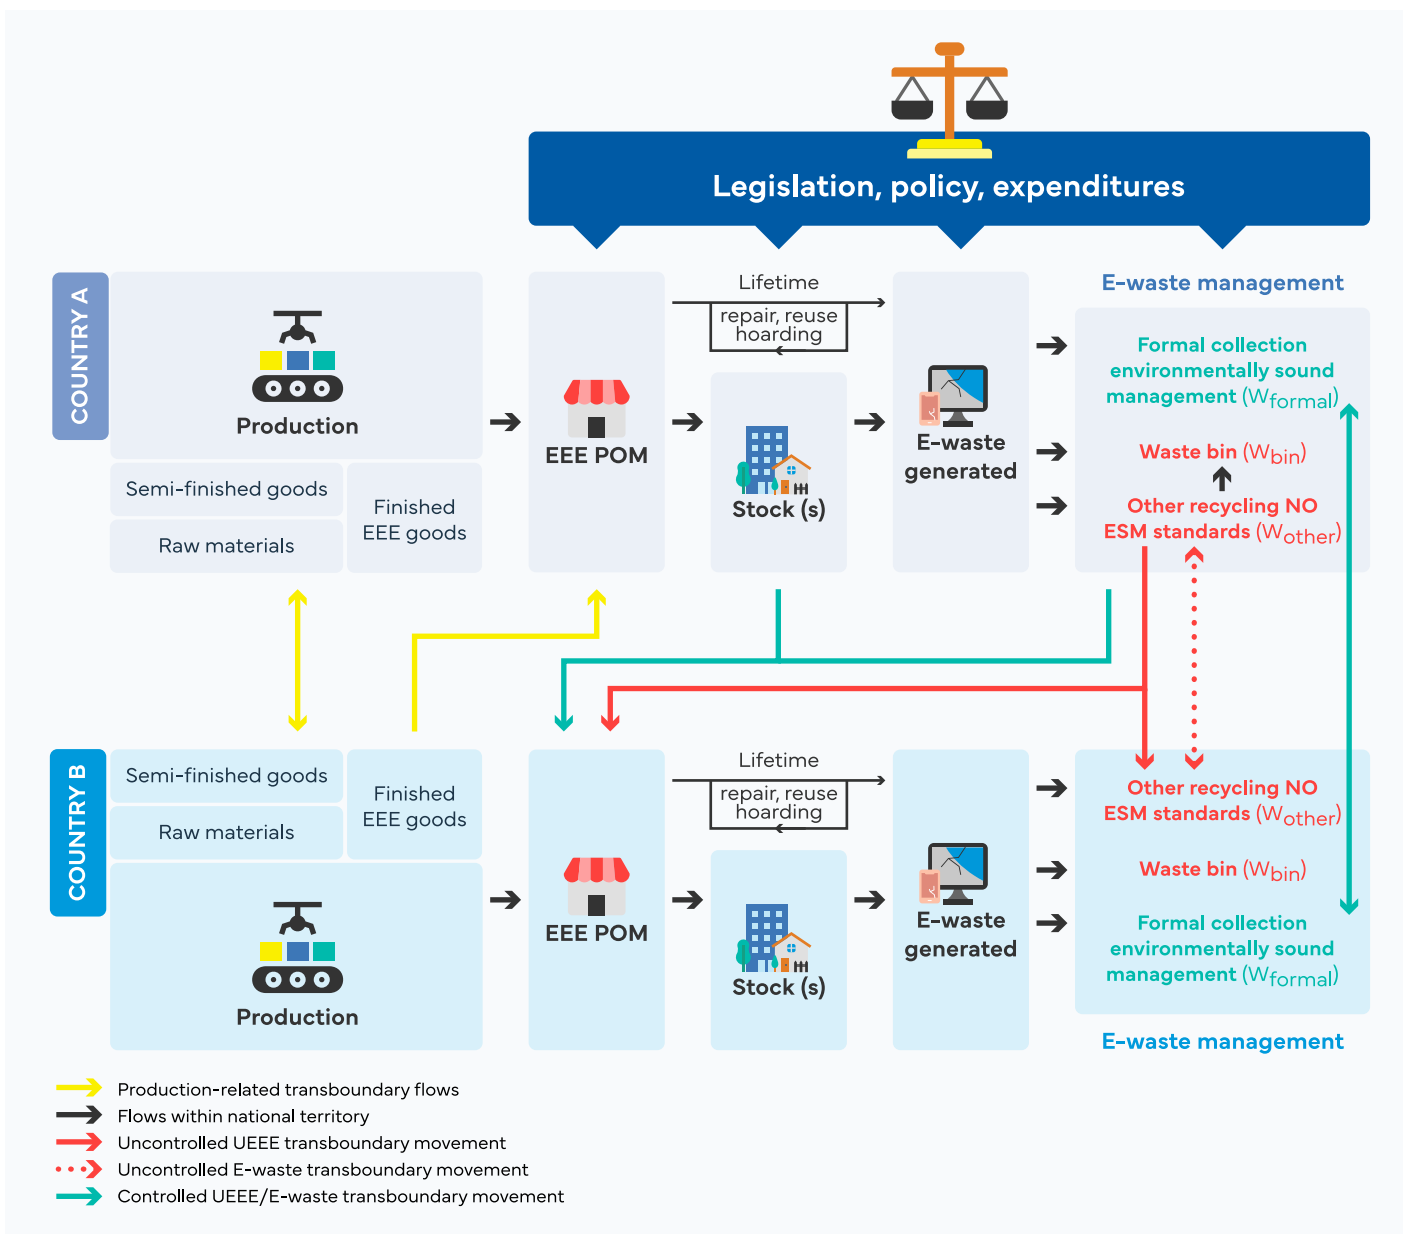 Legislation, policy, expenditures
COUNTRY A
Production
Semi-finished goods
Raw materials
Finished
EEE goods
EEE POM
Lifetime
repair, reuse
hoarding
Stock (s)
E-waste
generated
E-waste management
Formal collection
environmentally sound
management (Wformal)
Waste bin (Wbin)
Other recycling NO
ESM standards (Wother)
COUNTRY B
Semi-finished goods
Raw materials
Finished
EEE goods
Production
EEE POM
Lifetime
repair, reuse
hoarding
Stock (s)
E-waste
generated
Other recycling NO
ESM standards (Wother)
Waste bin (Wbin)
Formal collection
environmentally sound
management (Wformal)
E-waste management
Production-related transboundary flows
Flows within national territory
Uncontrolled UEEE transboundary movement
Uncontrolled E-waste transboundary movement
Controlled UEEE/E-waste transboundary movement